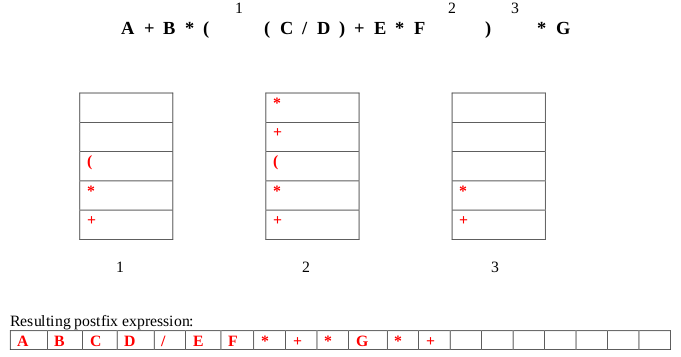 1 2 3
A + B * ( ( C / D ) + E * F ) * G
*
+
( (
* * *
+ + +
1 2 3
Resulting postfix expression:
A B C D / E F * + * G * +